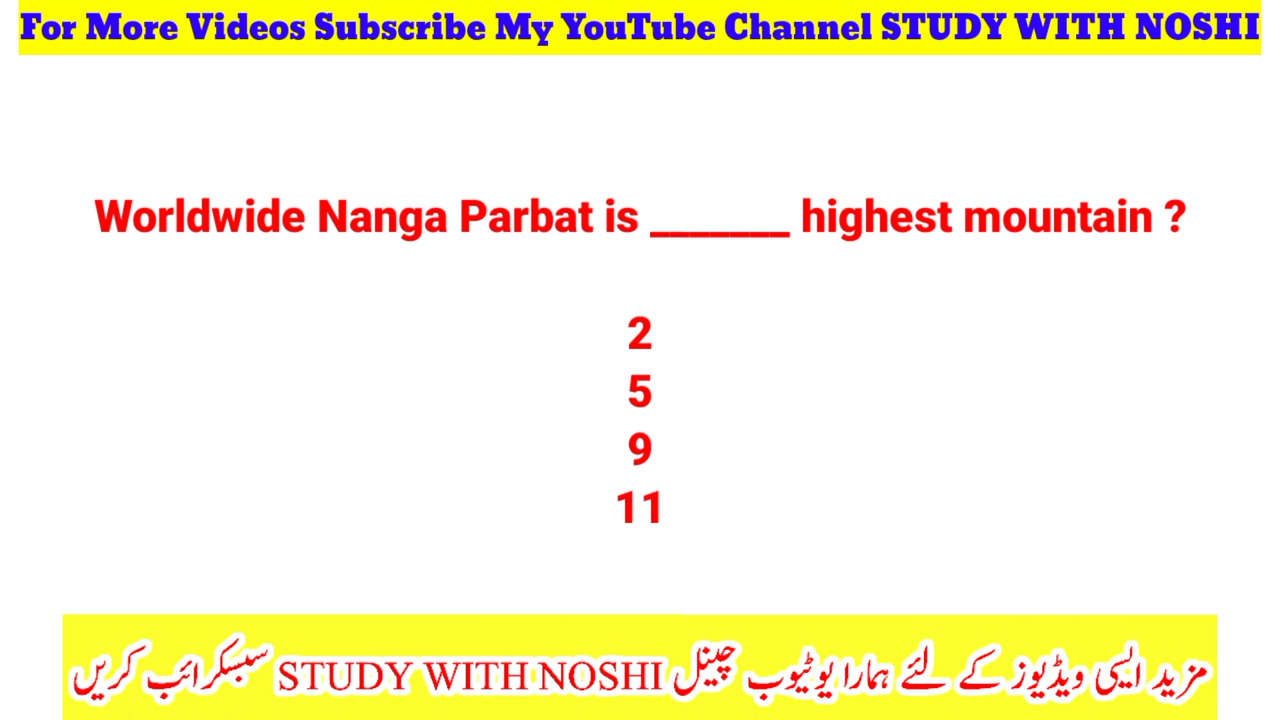 For More Videos Subscribe My YouTube Channel STUDY WITH NOSHI
Worldwide Nanga Parbat is _______ highest mountain ?
2
5
9
11
مزید ایسی ویڈیوز کے لئے ہمارا یوٹیوب چینل STUDY WITH NOSHI سبسکرائب کریں